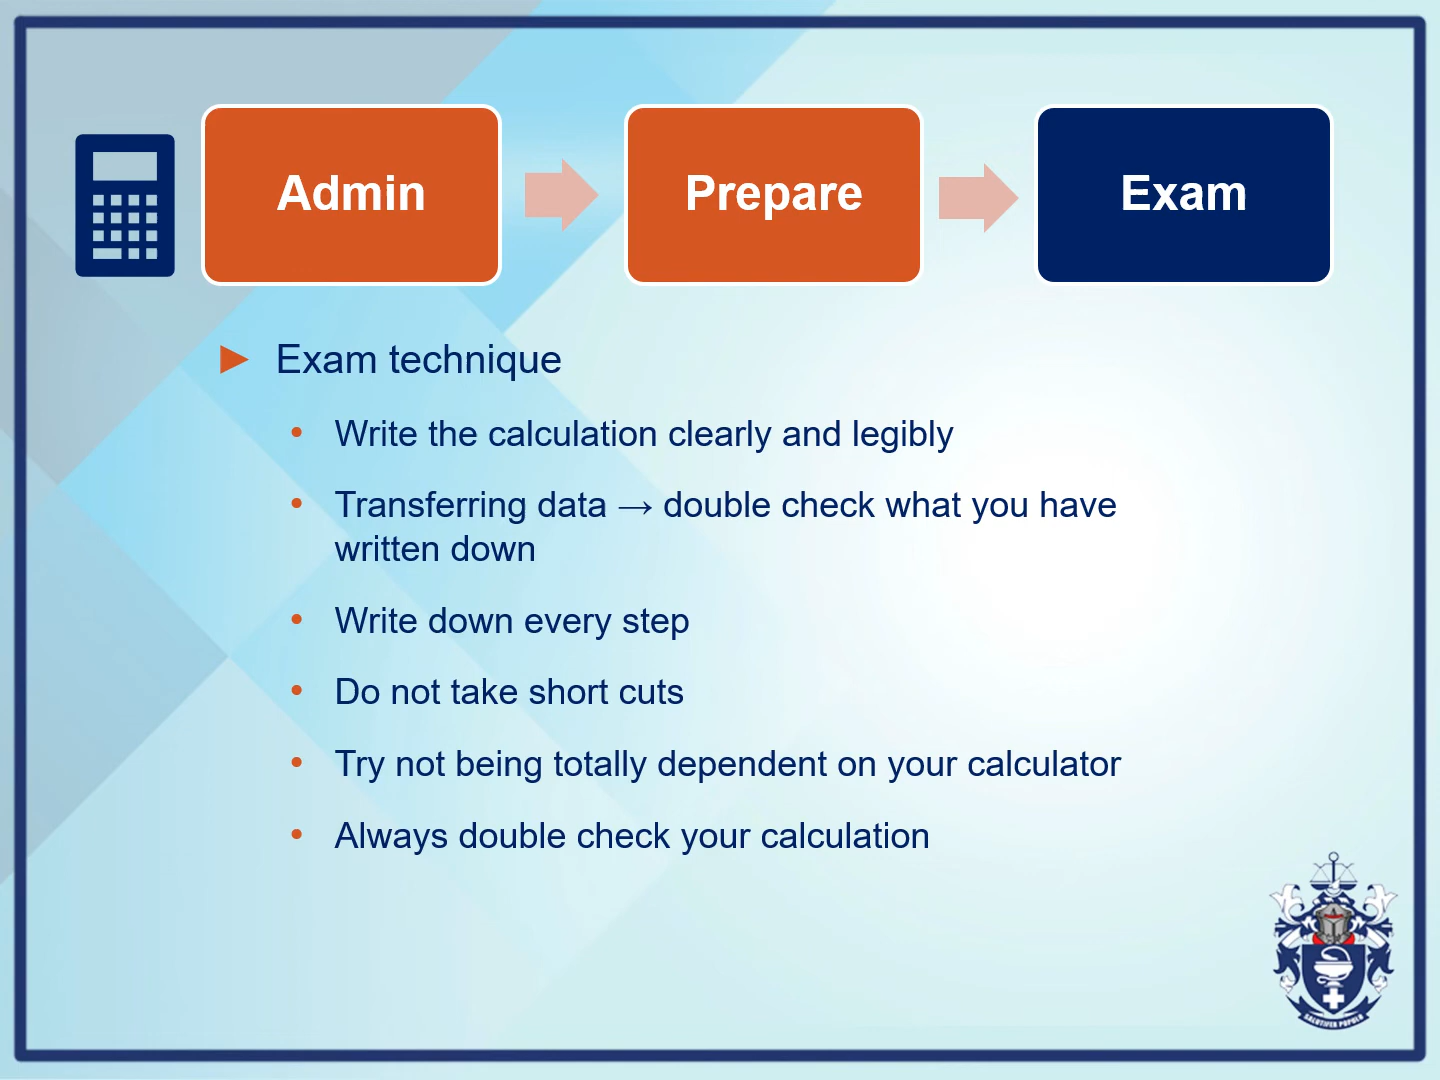 Admin
Prepare
Exam
Exam technique
Write the calculation clearly and legibly
Transferring data → double check what you have
written down
Write down every step
Do not take short cuts
Try not being totally dependent on your calculator
Always double check your calculation
SALUTIFER POPULO